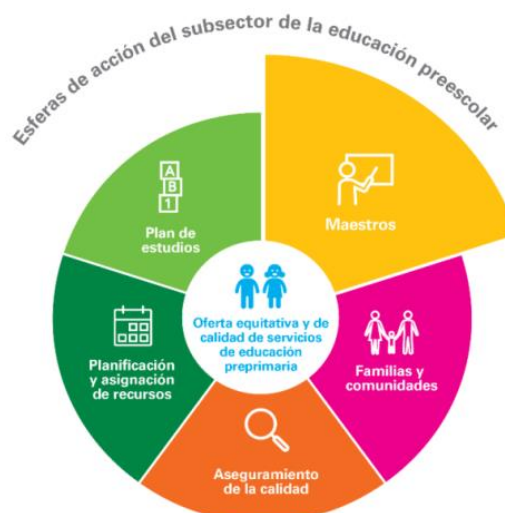 Esferas de acción del subsector de la educación preescolar
A
B
1
Plan de
estudios
Maestros
Oferta equitativa y de
calidad de servicios
de educación
preprimaria
Planificación
y asignación
de recursos
Familias y
comunidades
Aseguramiento
de la calidad